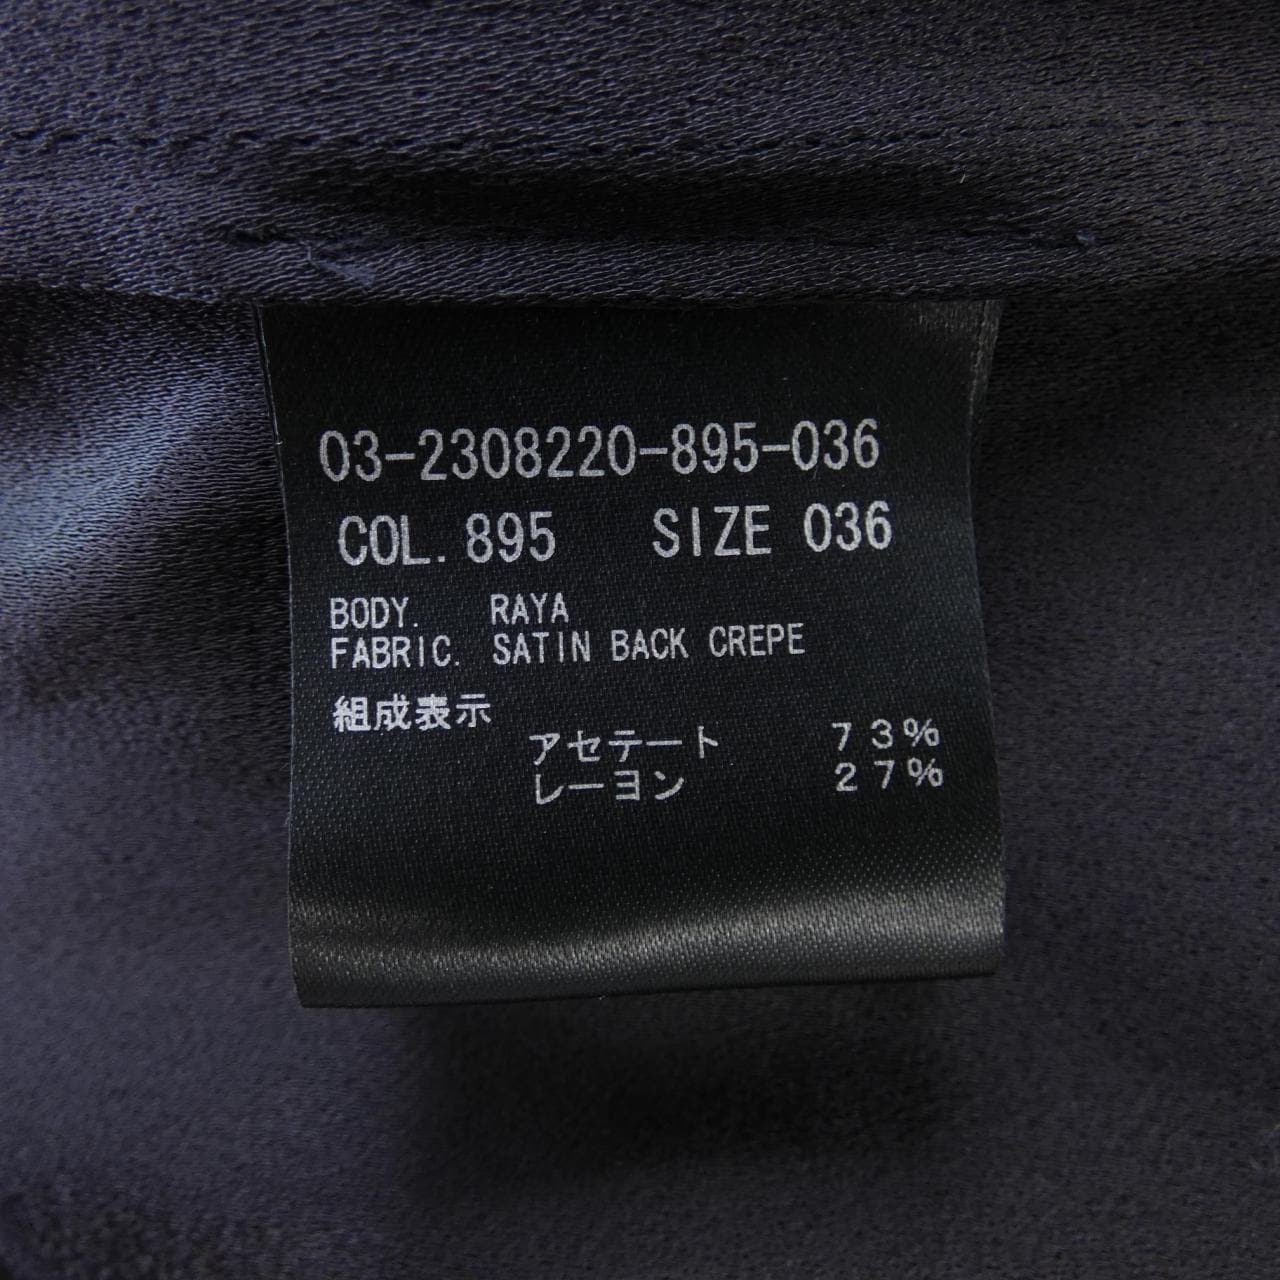 03-2308220-895-036
COL. 895 SIZE 036
BODY. RAYA
FABRIC. SATIN BACK CREPE
組成表示
アセテート 73%
レーヨン 27%